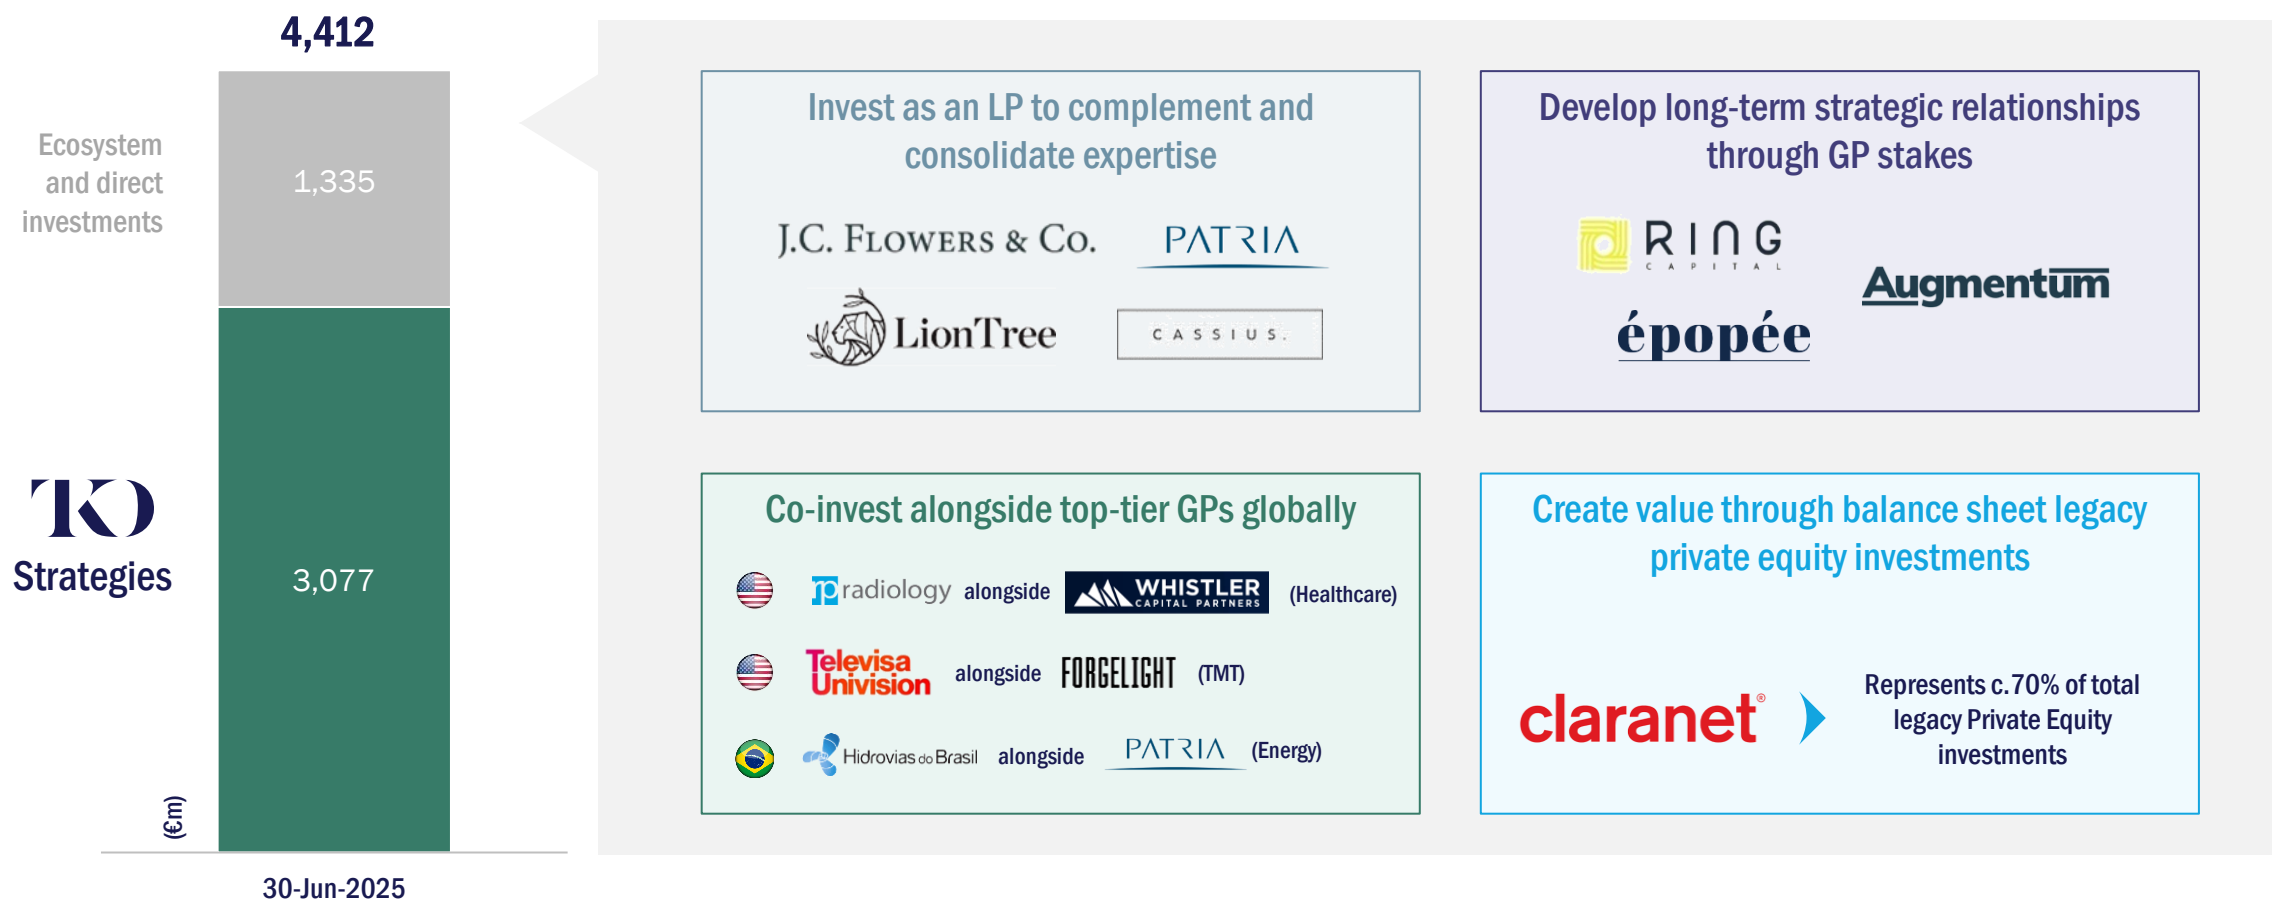 4,412
Ecosystem
and direct
investments
1,335
TKO
Strategies
3,077
(€m)
30-Jun-2025
Invest as an LP to complement and
consolidate expertise
J.C. FLOWERS & CO.
PATRIA
LionTree
CASSIUS.
Develop long-term strategic relationships
through GP stakes
RING
CAPITAL
Augmentum
épopée
Co-invest alongside top-tier GPs globally
rp radiology alongside WHISTLER
CAPITAL PARTNERS
(Healthcare)
Televisa
Univision
alongside FORGELIGHT (TMT)
Hidrovias do Brasil alongside PATRIA (Energy)
Create value through balance sheet legacy
private equity investments
claranet®
Represents c.70% of total
legacy Private Equity
investments